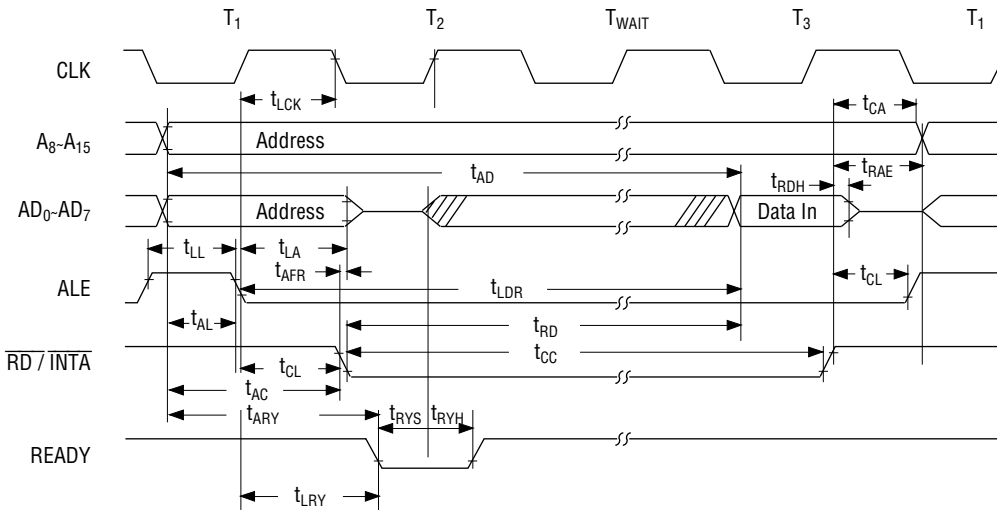 T1 T2 TWAIT T3 T1
CLK
tLCK tCA
A8~A15 Address
tAD tRAE
tRDH
AD0~AD7 Address Data In
tLL tLA
tAFR tCL
ALE tLDR
tAL tRD
RD / INTA tCL tCC
tAC
tARY tRYS tRYH
READY
tLRY